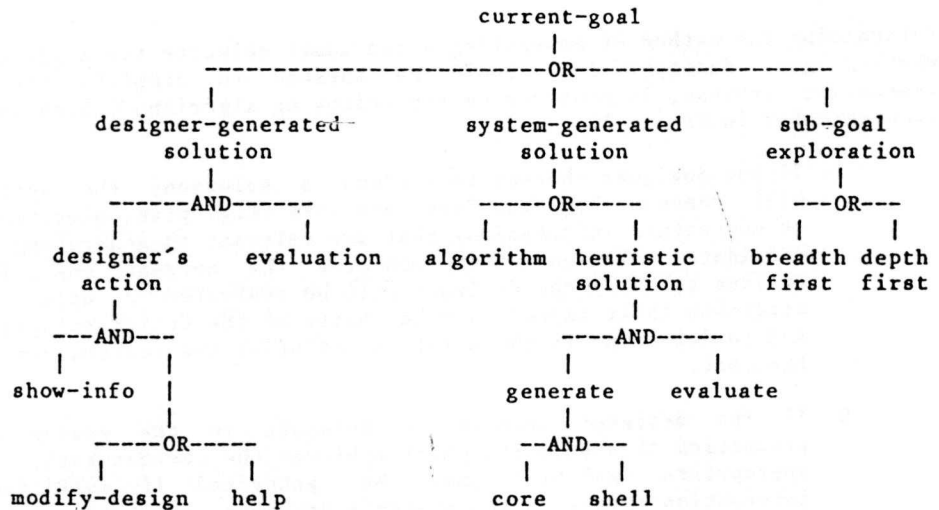 current-goal
OR
designer-generated system-generated sub-goal
solution solution exploration
AND OR OR
designer's evaluation algorithm heuristic breadth depth
action solution first first
AND AND
show-info generate evaluate
OR AND
modify-design help core shell